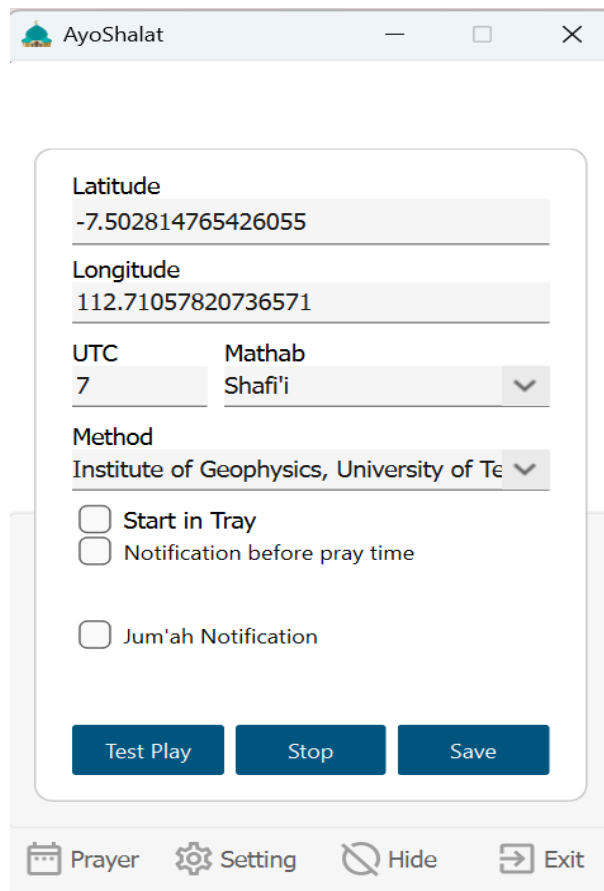 AyoShalat
Latitude
-7.502814765426055
Longitude
112.71057820736571
UTC Mathab
7 Shafi'i
Method
Institute of Geophysics, University of Te
Start in Tray
Notification before pray time
Jum'ah Notification
Test Play Stop Save
Prayer Setting Hide Exit